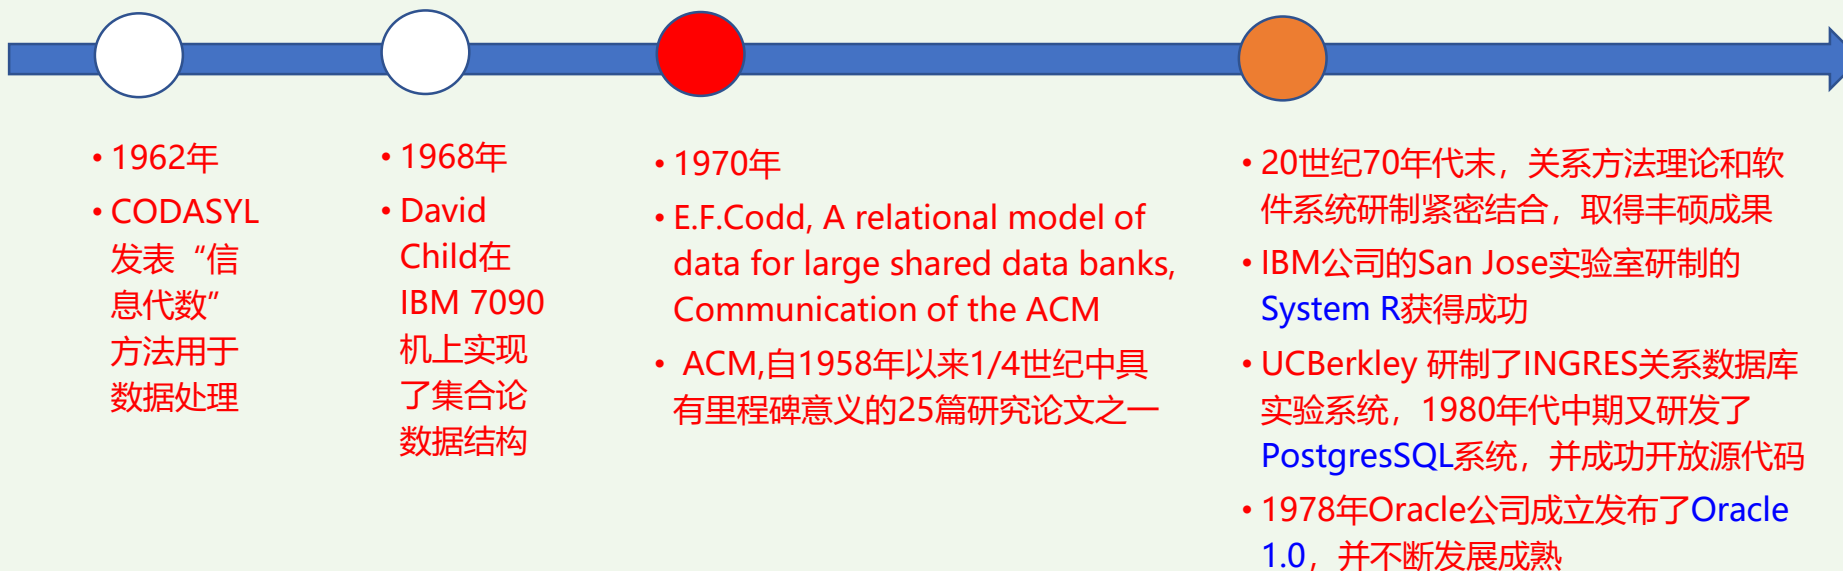 • 1962年
• CODASYL
发表“信
息代数”
方法用于
数据处理
• 1968年
• David
Child在
IBM 7090
机上实现
了集合论
数据结构
• 1970年
• E.F.Codd, A relational model of
data for large shared data banks,
Communication of the ACM
• ACM,自1958年以来1/4世纪中具
有里程碑意义的25篇研究论文之一
• 20世纪70年代末，关系方法理论和软
件系统研制紧密结合，取得丰硕成果
• IBM公司的San Jose实验室研制的
System R获得成功
• UCBerkley 研制了INGRES关系数据库
实验系统，1980年代中期又研发了
PostgresSQL系统，并成功开放源代码
• 1978年Oracle公司成立发布了Oracle
1.0，并不断发展成熟